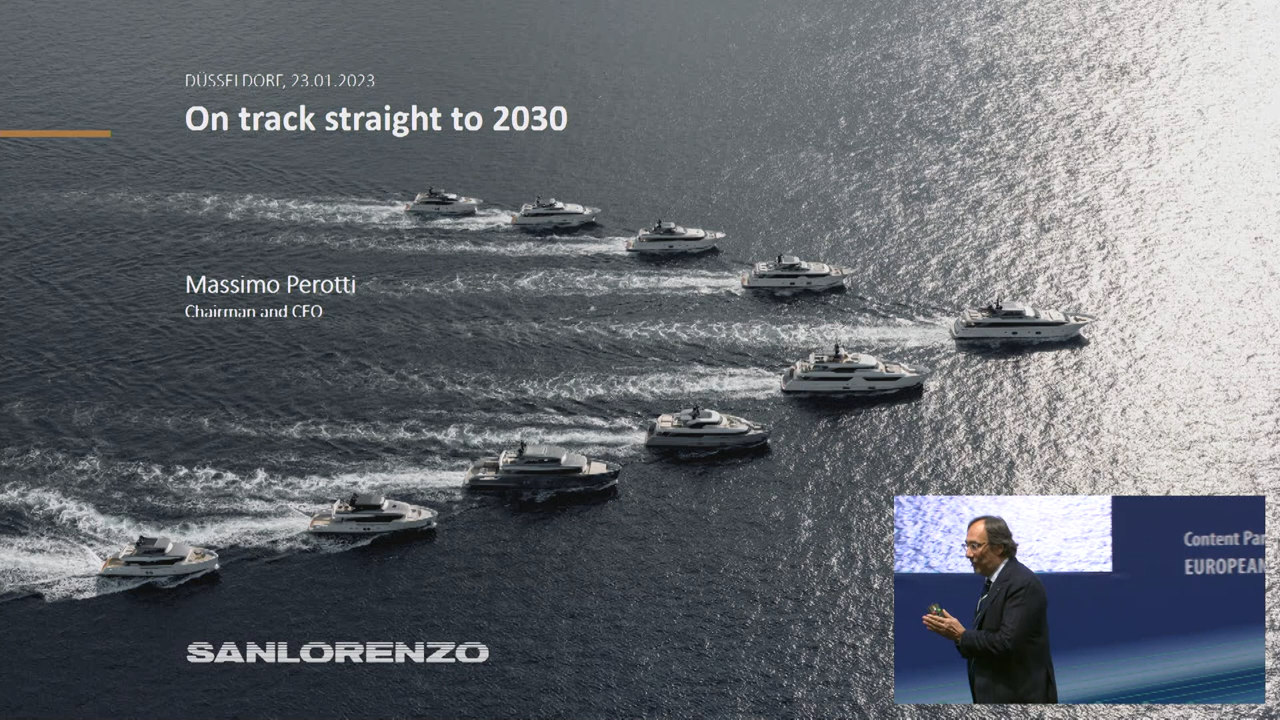 DÜSSELDORF, 23.01.2023
On track straight to 2030
Massimo Perotti
Chairman and CEO
SANLORENZO
Content Par
EUROPEAN